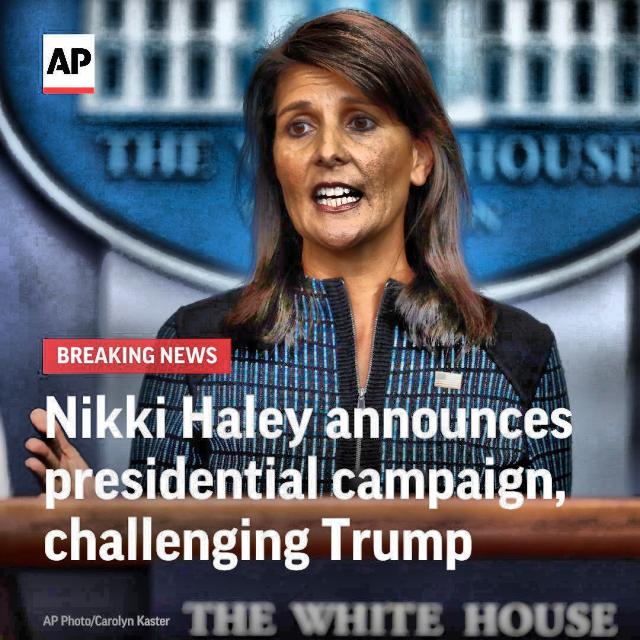 AP
THE HOUSE
BREAKING NEWS
Nikki Haley announces
presidential campaign,
challenging Trump
AP Photo/Carolyn Kaster
THE WHITE HOUSE